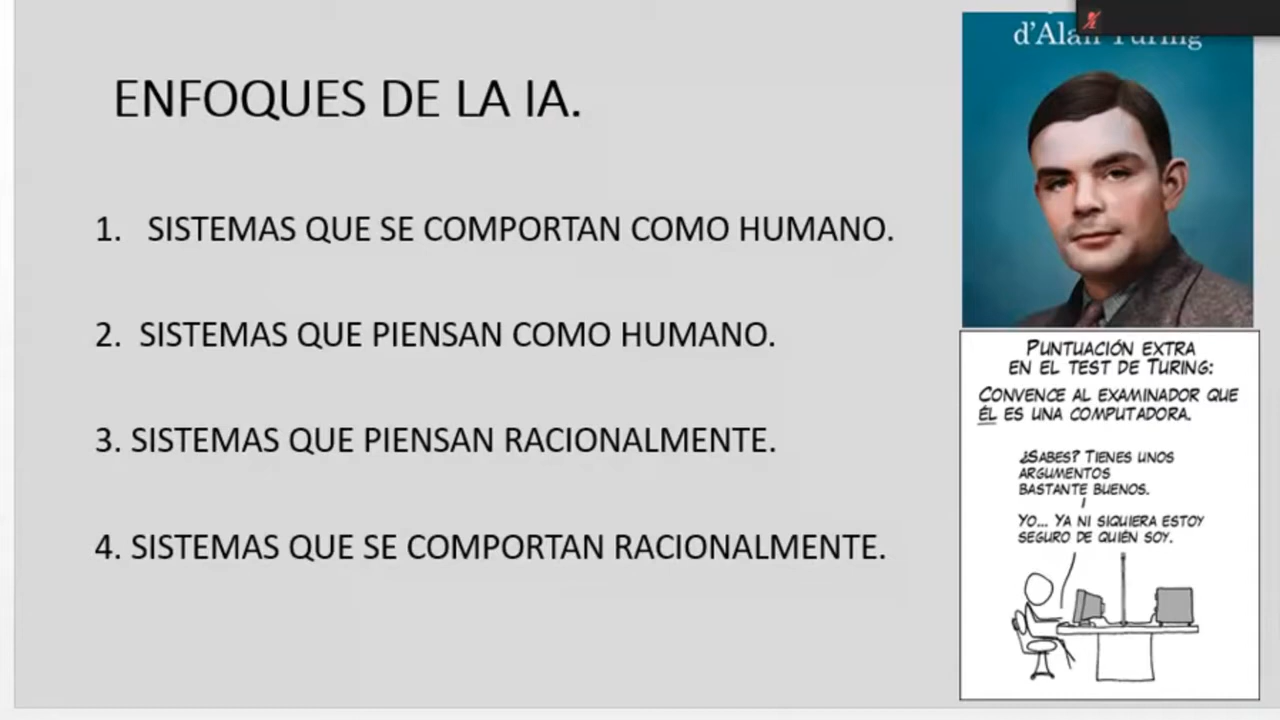 ENFOQUES DE LA IA.
1. SISTEMAS QUE SE COMPORTAN COMO HUMANO.
2. SISTEMAS QUE PIENSAN COMO HUMANO.
3. SISTEMAS QUE PIENSAN RACIONALMENTE.
4. SISTEMAS QUE SE COMPORTAN RACIONALMENTE.
d'Alan Turing
PUNTUACIÓN EXTRA
EN EL TEST DE TURING:
CONVENCE AL EXAMINADOR QUE
ÉL ES UNA COMPUTADORA.
¿SABES? TIENES UNOS
ARGUMENTOS
BASTANTE BUENOS.
YO... YA NI SIQUIERA ESTOY
SEGURO DE QUIÉN SOY.